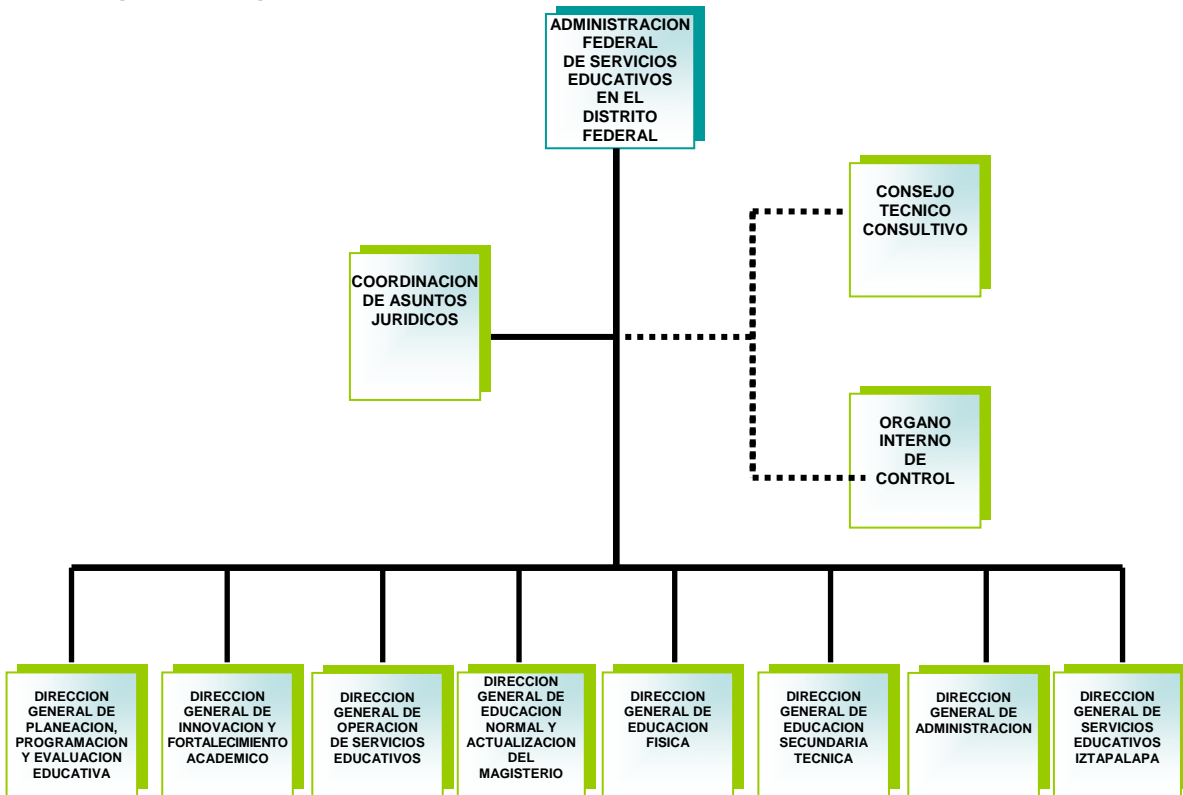 ADMINISTRACION
FEDERAL
DE SERVICIOS
EDUCATIVOS
EN EL
DISTRITO
FEDERAL
CONSEJO
TECNICO
CONSULTIVO
COORDINACION
DE ASUNTOS
JURIDICOS
ORGANO
INTERNO
DE
CONTROL
DIRECCION
GENERAL DE
PLANEACION,
PROGRAMACION
Y EVALUACION
EDUCATIVA
DIRECCION
GENERAL DE
INNOVACION Y
FORTALECIMIENTO
ACADEMICO
DIRECCION
GENERAL DE
OPERACION
DE SERVICIOS
EDUCATIVOS
DIRECCION
GENERAL DE
EDUCACION
NORMAL Y
ACTUALIZACION
DEL
MAGISTERIO
DIRECCION
GENERAL DE
EDUCACION
FISICA
DIRECCION
GENERAL DE
EDUCACION
SECUNDARIA
TECNICA
DIRECCION
GENERAL DE
ADMINISTRACION
DIRECCION
GENERAL DE
SERVICIOS
EDUCATIVOS
IZTAPALAPA